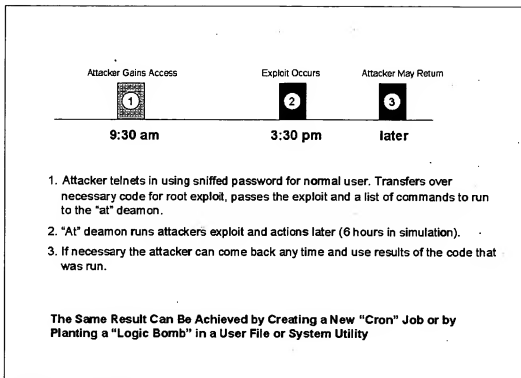 Attacker Gains Access
Exploit Occurs
Attacker May Return
1
2
3
9:30 am
3:30 pm
later
1. Attacker telnets in using sniffed password for normal user. Transfers over
necessary code for root exploit, passes the exploit and a list of commands to run
to the "at" deamon.
2. "At" deamon runs attackers exploit and actions later (6 hours in simulation).
3. If necessary the attacker can come back any time and use results of the code that
was run.
The Same Result Can Be Achieved by Creating a New "Cron" Job or by
Planting a "Logic Bomb" in a User File or System Utility